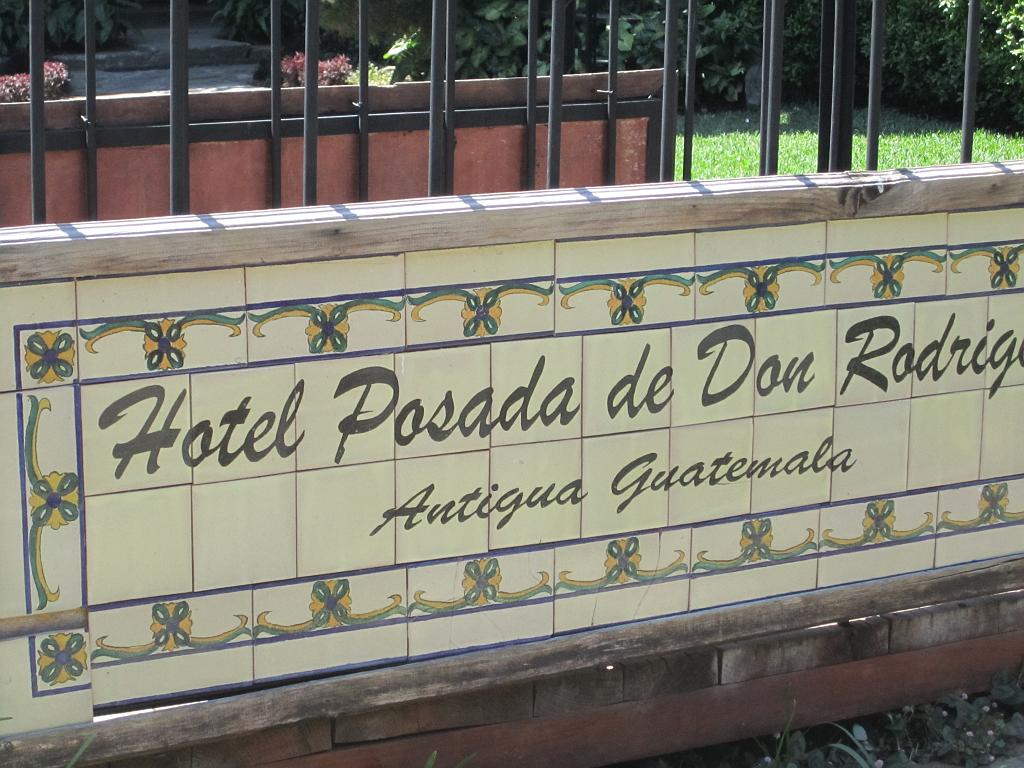 Hotel Posada de Don Rodrig
Antigua Guatemala